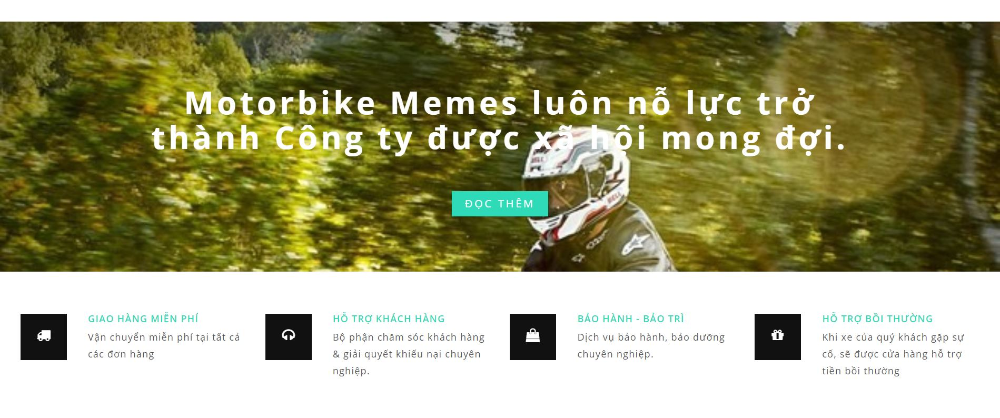 Motorbike Memes luôn nỗ lực trở
thành Công ty được xã hội mong đợi.
BELL
BELL
ĐỌC THÊM
GIAO HÀNG MIỄN PHÍ
Vận chuyển miễn phí tại tất cả
các đơn hàng
HỖ TRỢ KHÁCH HÀNG
Bộ phận chăm sóc khách hàng
& giải quyết khiếu nại chuyên
nghiệp.
BẢO HÀNH - BẢO TRÌ
Dịch vụ bảo hành, bảo dưỡng
chuyên nghiệp.
HỖ TRỢ BỒI THƯỜNG
Khi xe của quý khách gặp sự
cố, sẽ được cửa hàng hỗ trợ
tiền bồi thường